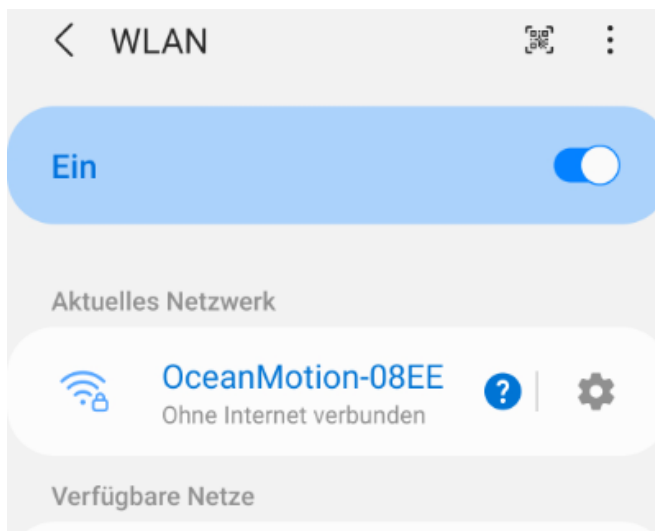 WLAN
Ein
Aktuelles Netzwerk
OceanMotion-08EE
?
Ohne Internet verbunden
Verfügbare Netze